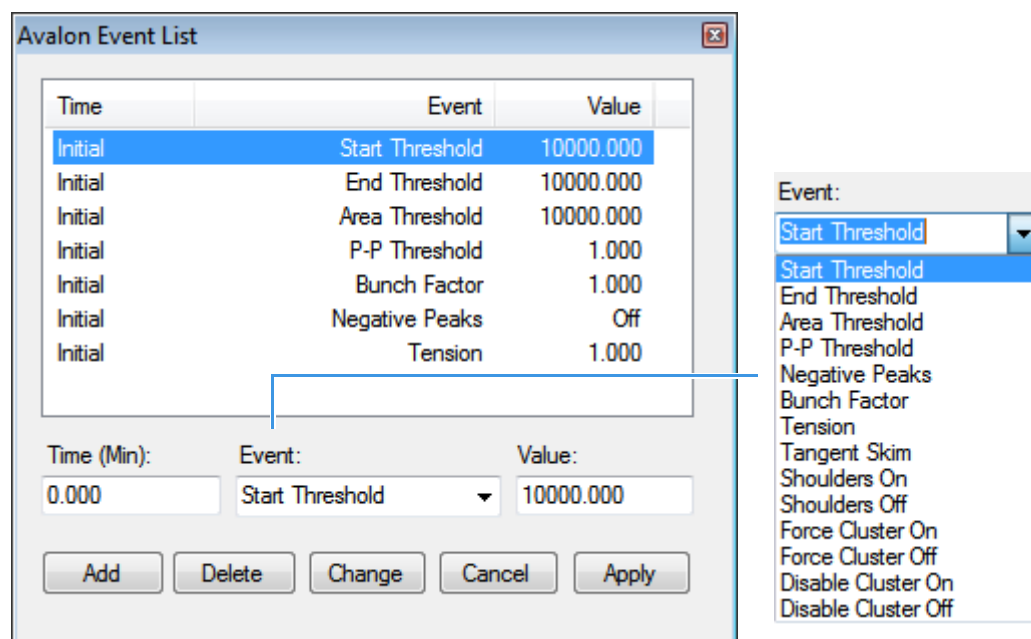 Avalon Event List
Time Event Value
Initial Start Threshold 10000.000
Initial End Threshold 10000.000
Initial Area Threshold 10000.000
Initial P-P Threshold 1.000
Initial Bunch Factor 1.000
Initial Negative Peaks Off
Initial Tension 1.000
Time (Min): Event: Value:
0.000 Start Threshold 10000.000
Add Delete Change Cancel Apply
Event:
Start Threshold
Start Threshold
End Threshold
Area Threshold
P-P Threshold
Negative Peaks
Bunch Factor
Tension
Tangent Skim
Shoulders On
Shoulders Off
Force Cluster On
Force Cluster Off
Disable Cluster On
Disable Cluster Off